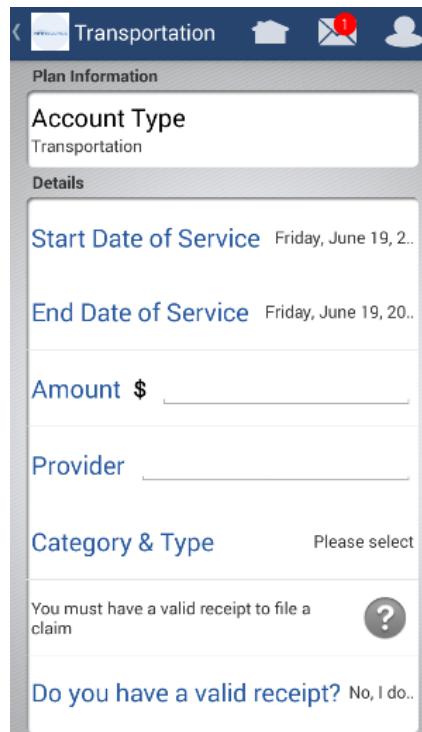 Transportation
1
Plan Information
Account Type
Transportation
Details
Start Date of Service Friday, June 19, 2..
End Date of Service Friday, June 19, 20..
Amount $
Provider
Category & Type Please select
You must have a valid receipt to file a
claim
?
Do you have a valid receipt? No, I do..